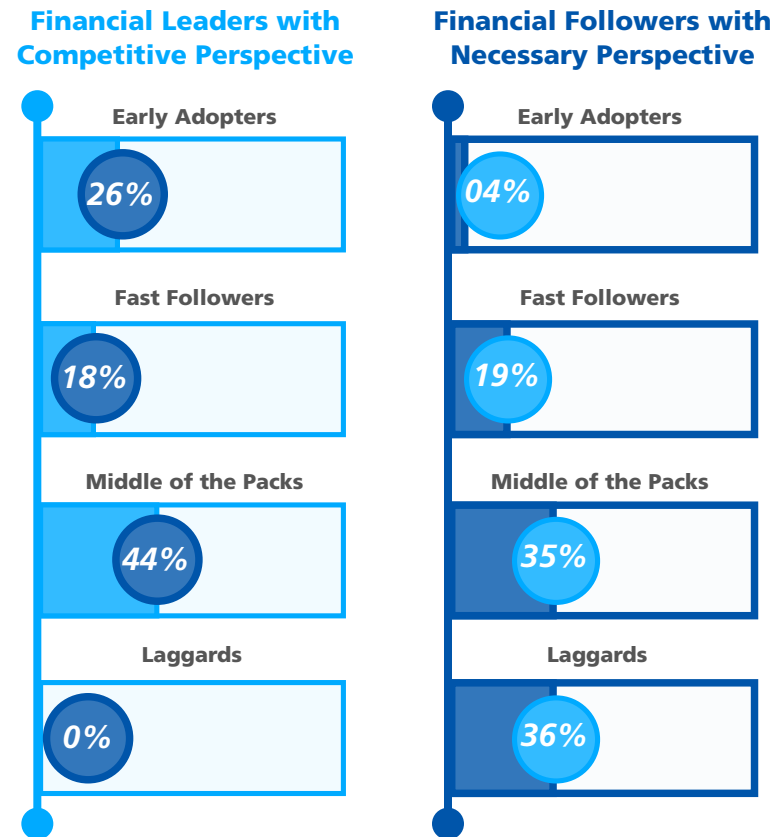 Financial Leaders with
Competitive Perspective
Early Adopters
26%
Fast Followers
18%
Middle of the Packs
44%
Laggards
0%
Financial Followers with
Necessary Perspective
Early Adopters
04%
Fast Followers
19%
Middle of the Packs
35%
Laggards
36%